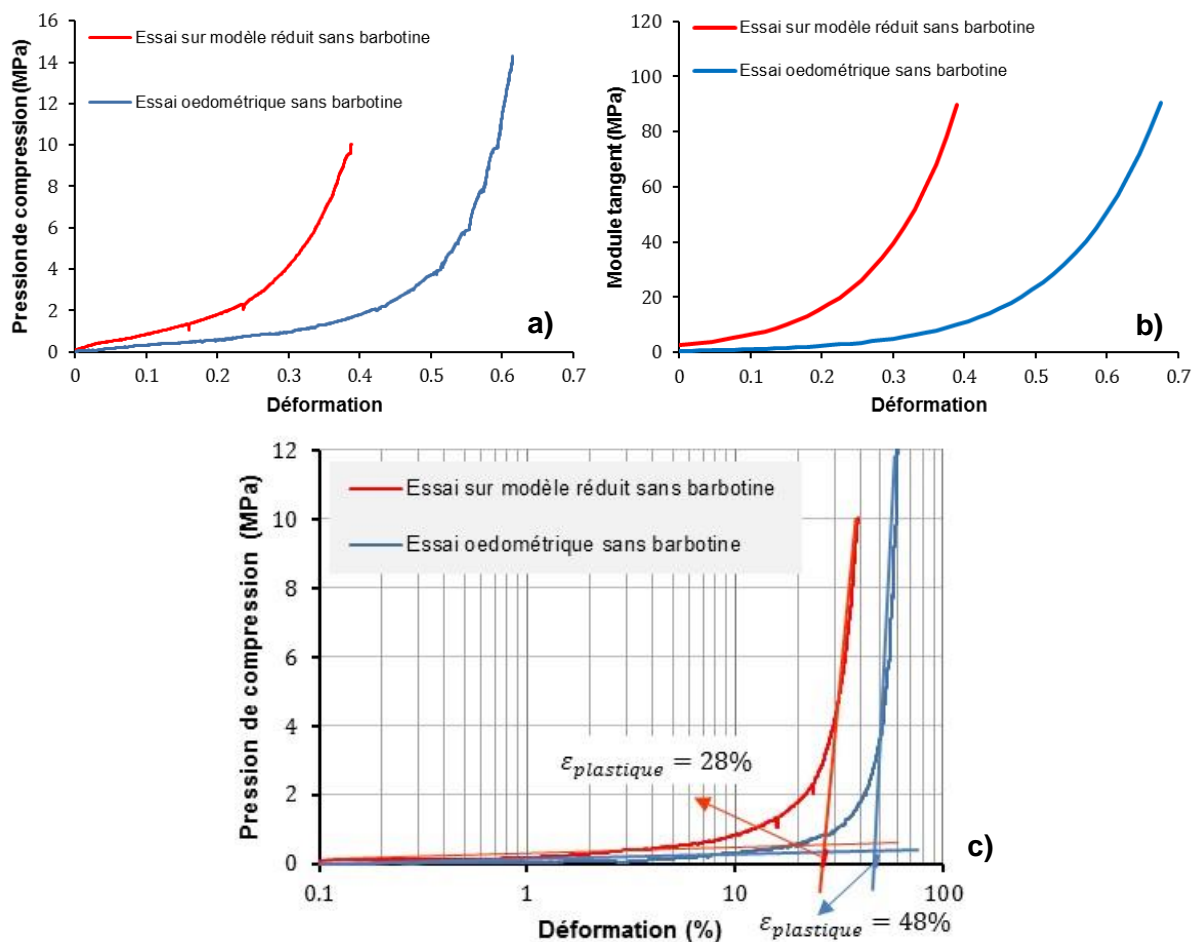 Pression de compression (MPa)
16
14
12
10
8
6
4
2
0
Essai sur modèle réduit sans barbotine
Essai oedométrique sans barbotine
a)
0 0.1 0.2 0.3 0.4 0.5 0.6 0.7
Déformation
Module tangent (MPa)
120
100
80
60
40
20
0
Essai sur modèle réduit sans barbotine
Essai oedométrique sans barbotine
b)
0 0.1 0.2 0.3 0.4 0.5 0.6 0.7
Déformation
Pression de compression (MPa)
12
10
8
6
4
2
0
Essai sur modèle réduit sans barbotine
Essai oedométrique sans barbotine
εplastique = 28%
c)
0.1 1 10 100
Déformation (%)
εplastique = 48%